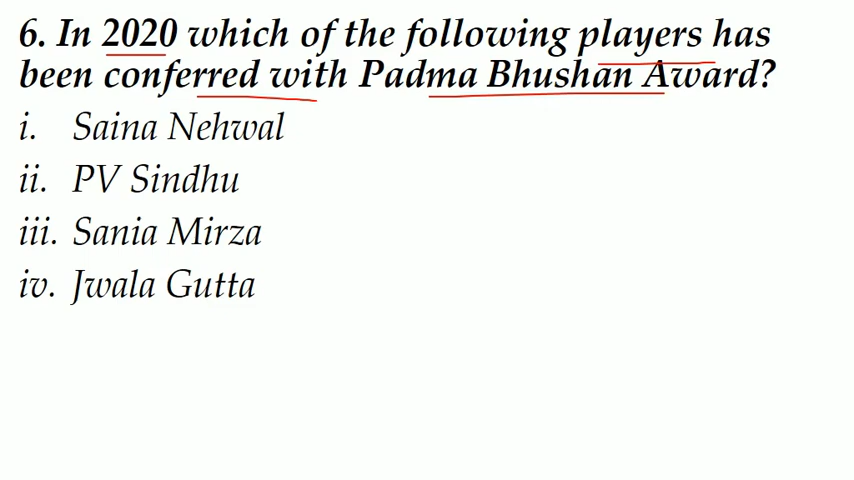 6. In 2020 which of the following players has
been conferred with Padma Bhushan Award?
i. Saina Nehwal
ii. PV Sindhu
iii. Sania Mirza
iv. Jwala Gutta